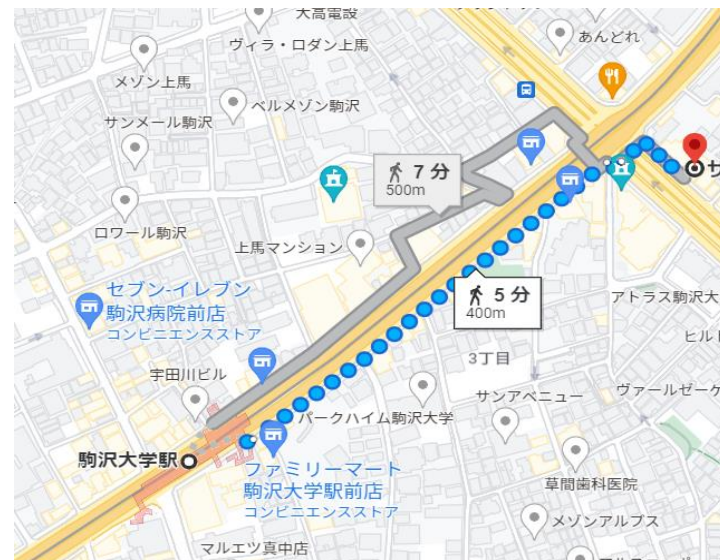 大高電設
ヴィラ・ロダン上馬
あんどれ
メゾン上馬
ベルメゾン駒沢
サンメール駒沢
7 分
500m
ロワール駒沢
上馬マンション
セブン-イレブン
駒沢病院前店
コンビニエンスストア
5 分
400m
アトラス駒沢大
ヒルト
3丁目
宇田川ビル
サンアベニュー
ヴァールゼーケ
パークハイム駒沢大学
駒沢大学駅
ファミリーマート
駒沢大学駅前店
コンビニエンスストア
草間歯科医院
メゾンアルプス
マルエツ真中店